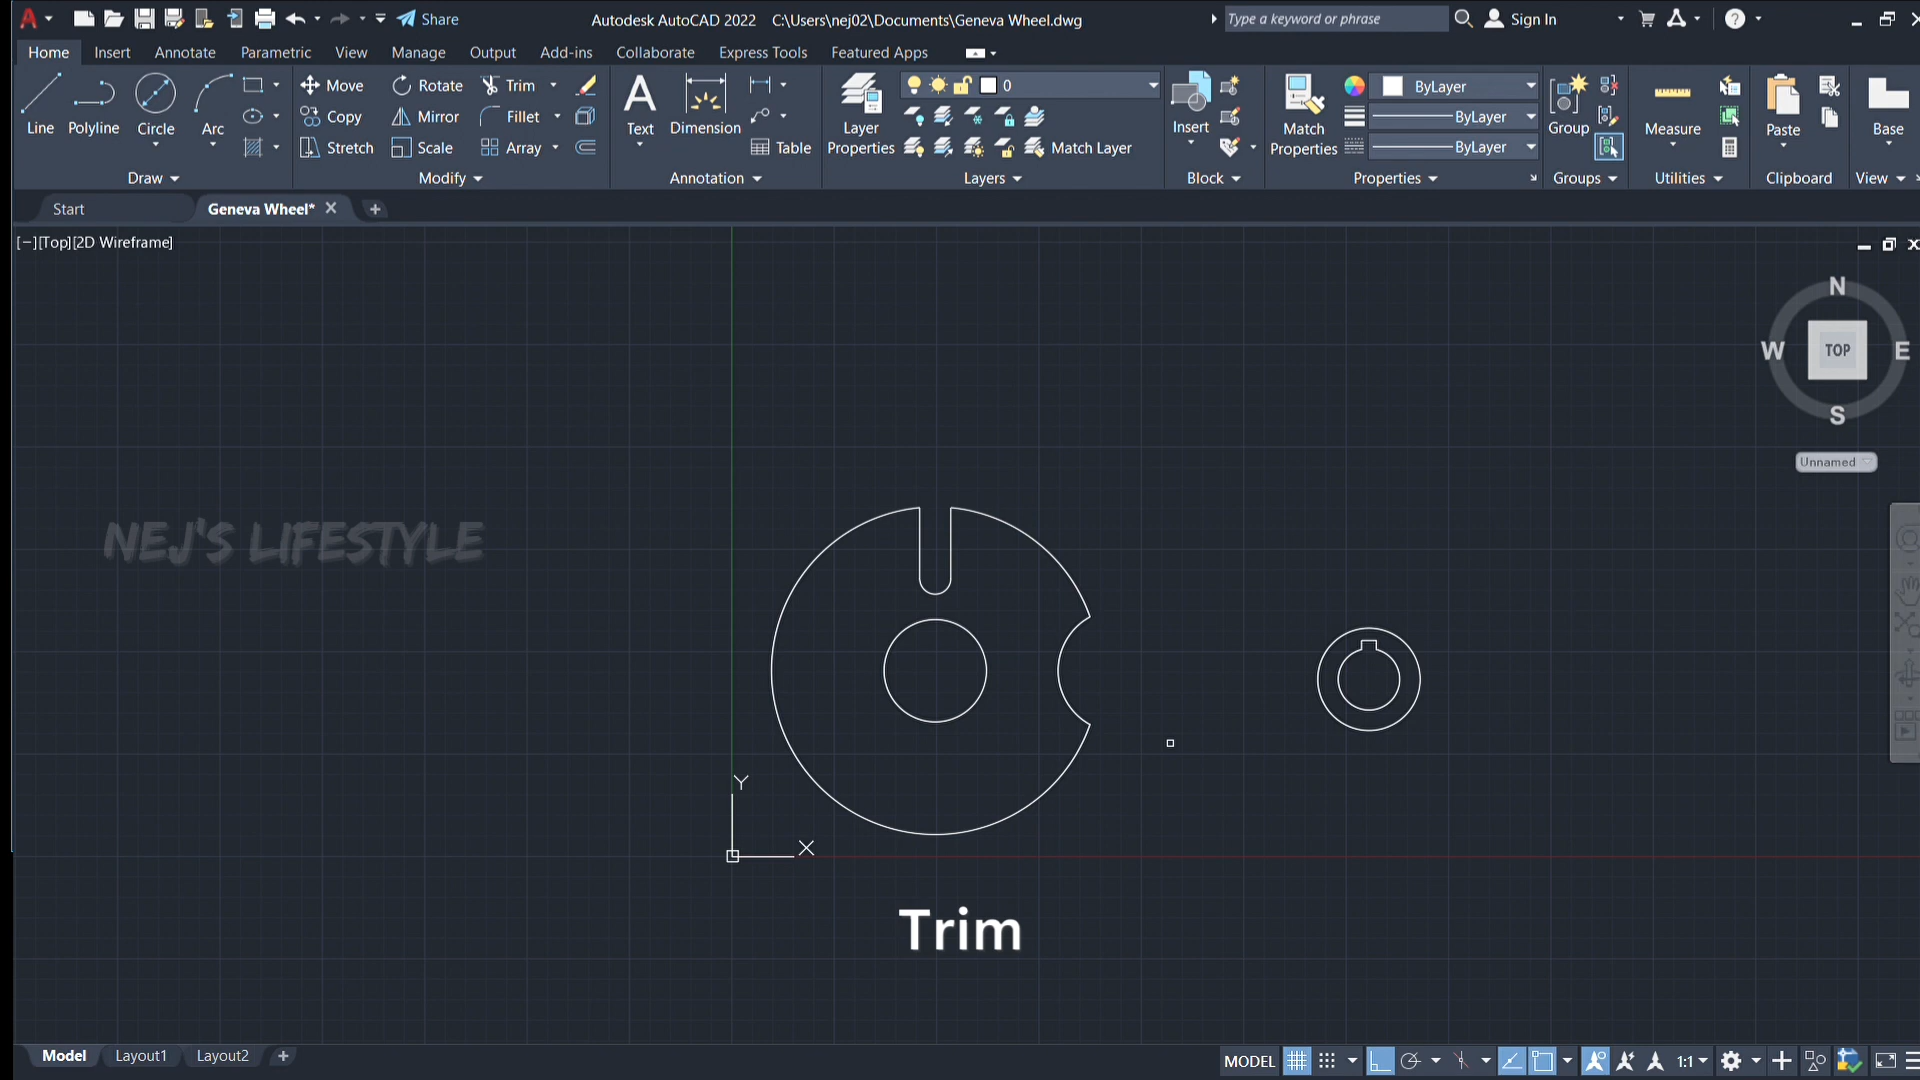 Share
Autodesk AutoCAD 2022 C:\Users\nej02\Documents\Geneva Wheel.dwg
Type a keyword or phrase
Sign In
Home Insert Annotate Parametric View Manage Output Add-ins Collaborate Express Tools Featured Apps
Line Polyline Circle Arc
Move Rotate Trim
Copy Mirror Fillet
Stretch Scale Array
Text Dimension Table
Layer Properties
0
Match Layer
Insert
Match Properties
ByLayer
ByLayer
ByLayer
Group
Measure
Paste
Base
Draw Modify Annotation Layers Block Properties Groups Utilities Clipboard View
Start Geneva Wheel*
[−][Top][2D Wireframe]
N
W TOP E
S
Unnamed
NEJ'S LIFESTYLE
Y
X
Trim
Model Layout1 Layout2
MODEL 1:1